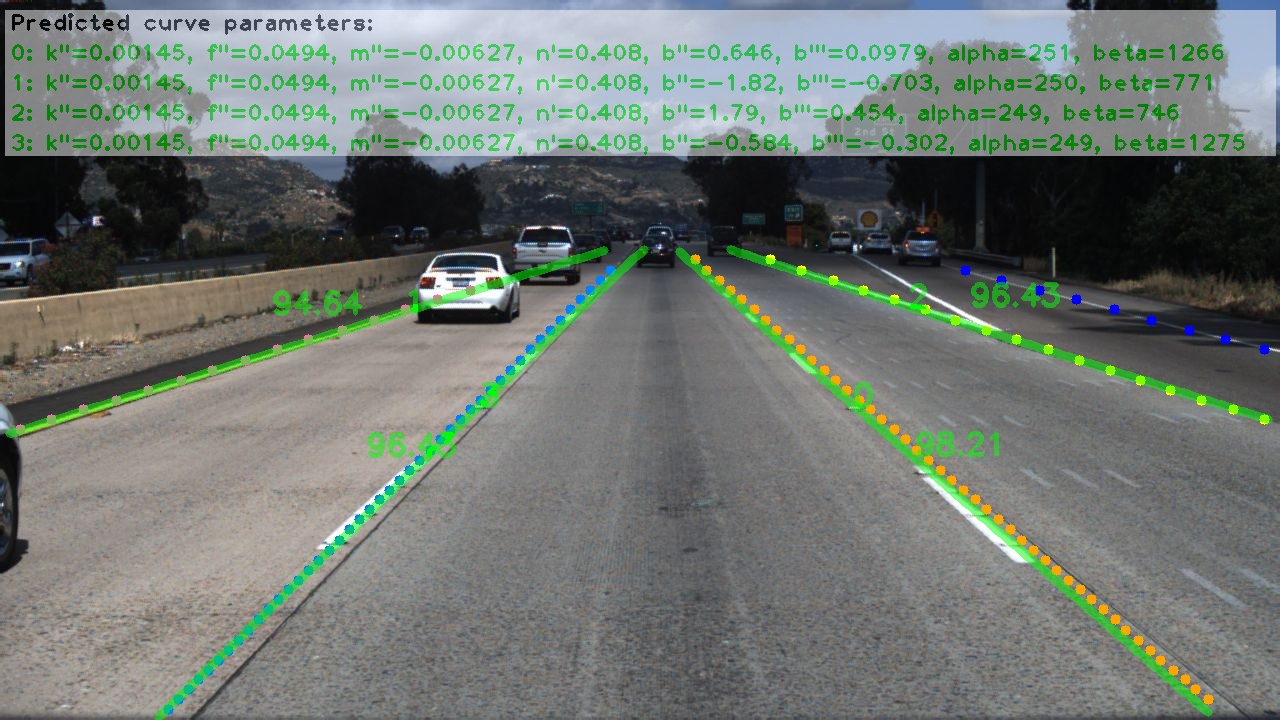 Predicted curve parameters:
0: k''=0.00145, f''=0.0494, m''=-0.00627, n'=0.408, b''=0.646, b'''=0.0979, alpha=251, beta=1266
1: k''=0.00145, f''=0.0494, m''=-0.00627, n'=0.408, b''=-1.82, b'''=-0.703, alpha=250, beta=771
2: k''=0.00145, f''=0.0494, m''=-0.00627, n'=0.408, b''=1.79, b'''=0.454, alpha=249, beta=746
3: k''=0.00145, f''=0.0494, m''=-0.00627, n'=0.408, b''=-0.584, b'''=-0.302, alpha=249, beta=1275
2nd St
94.64 1 2 96.43
0
98.21